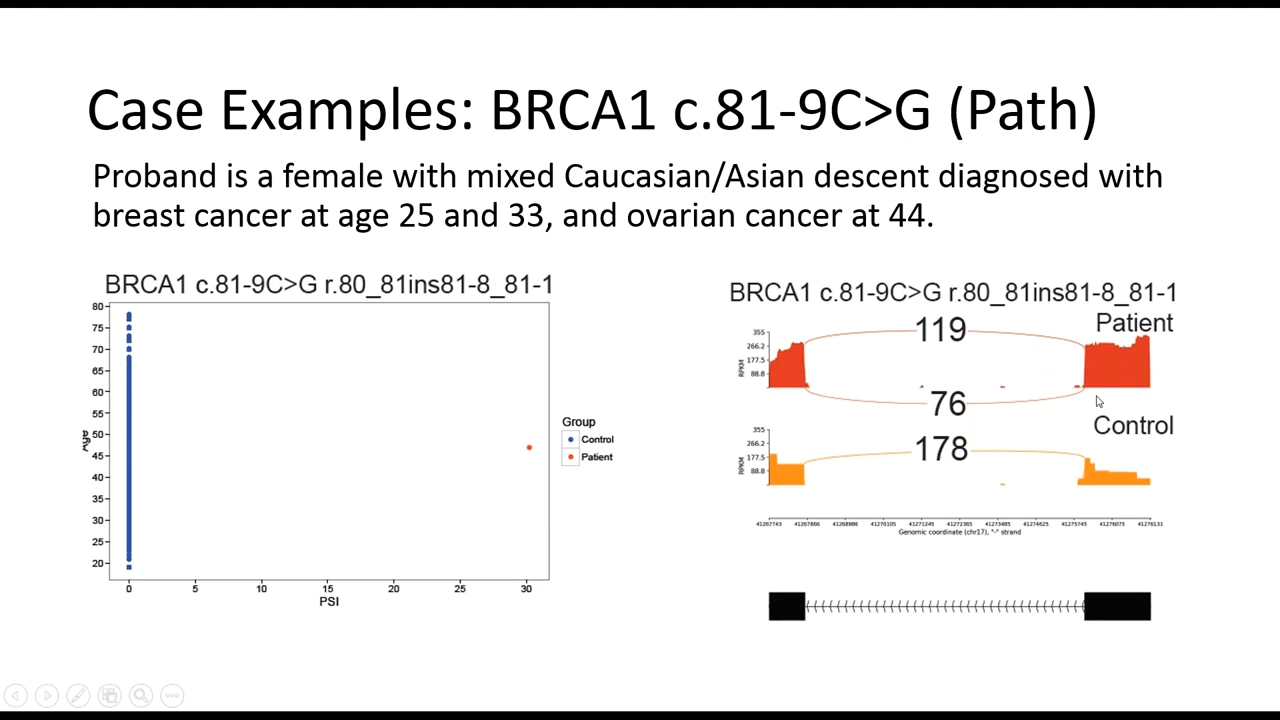 Case Examples: BRCA1 c.81-9C>G (Path)
Proband is a female with mixed Caucasian/Asian descent diagnosed with
breast cancer at age 25 and 33, and ovarian cancer at 44.
BRCA1 c.81-9C>G r.80_81ins81-8_81-1
80
75
70
65
60
55
50
45
40
35
30
25
20
Age
0 5 10 15 20 25 30
PSI
Group
Control
Patient
BRCA1 c.81-9C>G r.80_81ins81-8_81-1
Patient
119
355
266.2
177.5
88.8
RPKM
76
Control
178
355
266.2
177.5
88.8
RPKM
41267743 41267866 41268986 41270105 41271245 41272365 41273485 41274625 41275745 41276073 41276131
Genomic coordinate (chr17), "-" strand